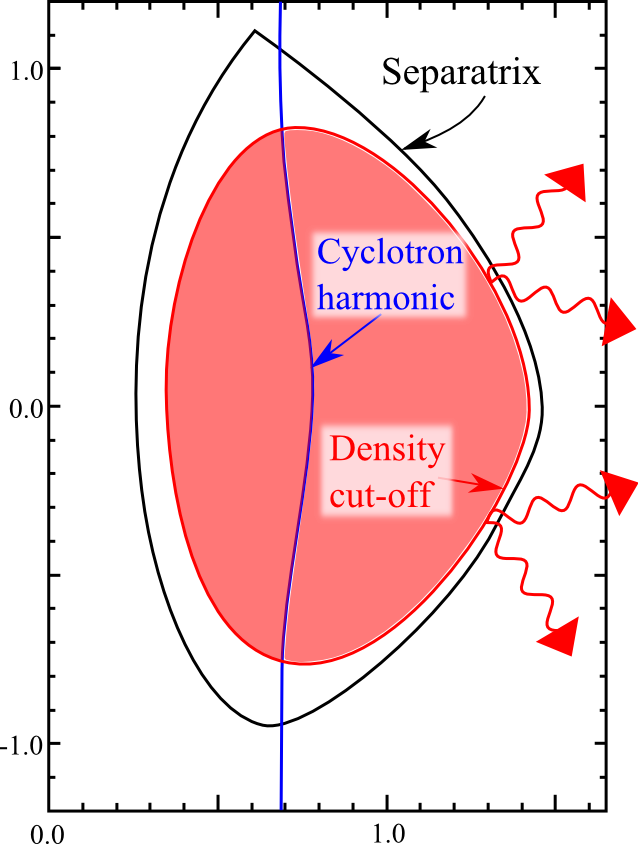 1.0
Separatrix
Cyclotron
harmonic
0.0
Density
cut-off
-1.0
0.0
1.0